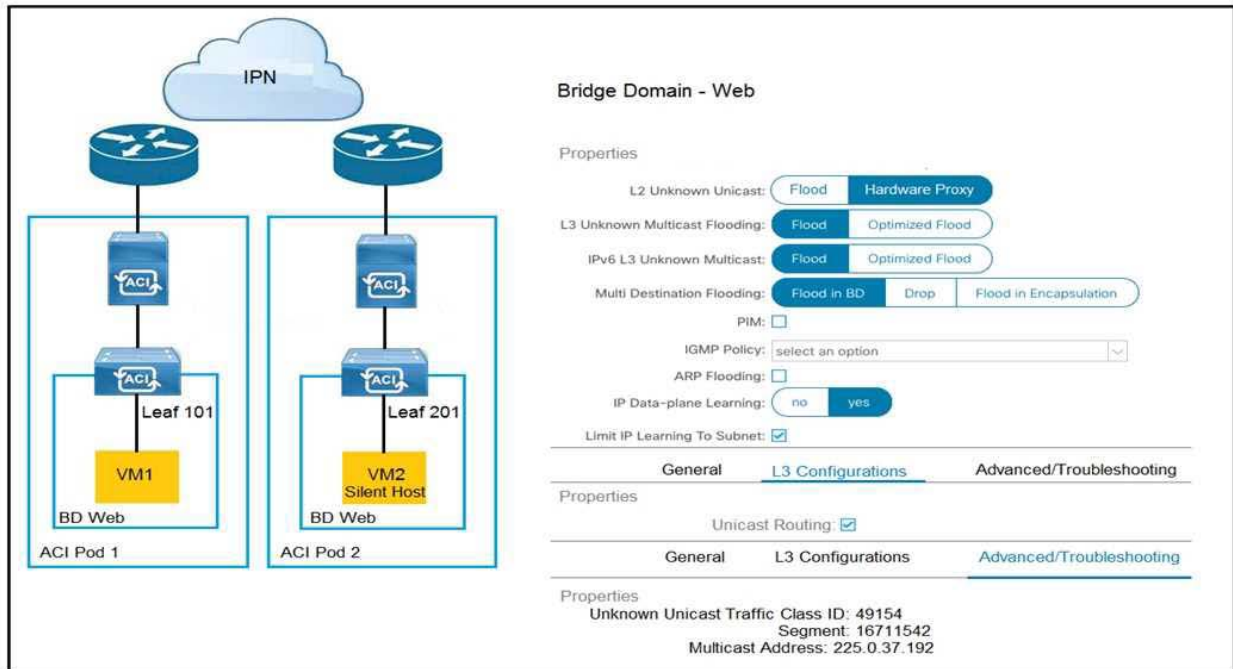 IPN
ACI
ACI
ACI
ACI
Leaf 101
Leaf 201
VM1
VM2
Silent Host
BD Web
BD Web
ACI Pod 1
ACI Pod 2
Bridge Domain - Web
Properties
L2 Unknown Unicast: Flood Hardware Proxy
L3 Unknown Multicast Flooding: Flood Optimized Flood
IPv6 L3 Unknown Multicast: Flood Optimized Flood
Multi Destination Flooding: Flood in BD Drop Flood in Encapsulation
PIM:
IGMP Policy: select an option
ARP Flooding:
IP Data-plane Learning: no yes
Limit IP Learning To Subnet:
General L3 Configurations Advanced/Troubleshooting
Properties
Unicast Routing:
General L3 Configurations Advanced/Troubleshooting
Properties
Unknown Unicast Traffic Class ID: 49154
Segment: 16711542
Multicast Address: 225.0.37.192